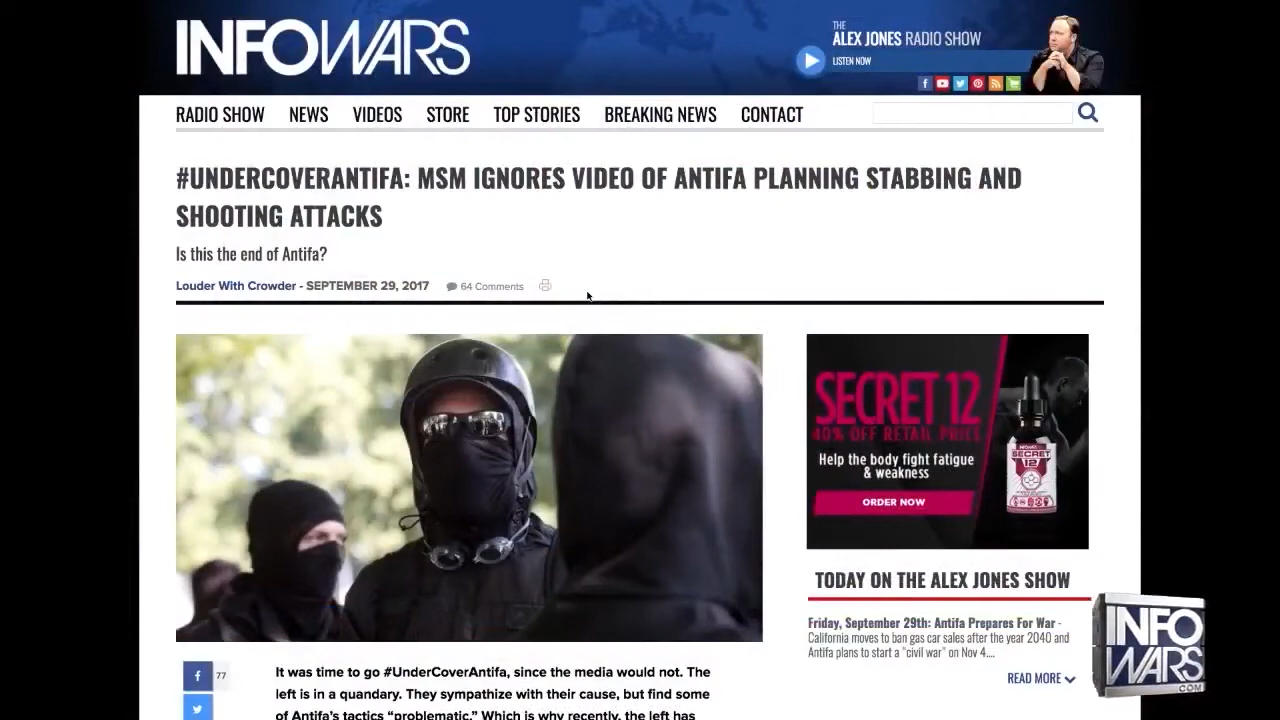 INFOWARS
THE
ALEX JONES RADIO SHOW
LISTEN NOW
RADIO SHOW NEWS VIDEOS STORE TOP STORIES BREAKING NEWS CONTACT
#UNDERCOVERANTIFA: MSM IGNORES VIDEO OF ANTIFA PLANNING STABBING AND
SHOOTING ATTACKS
Is this the end of Antifa?
Louder With Crowder - SEPTEMBER 29, 2017 64 Comments
SECRET 12
40% OFF RETAIL PRICE
Help the body fight fatigue
& weakness
ORDER NOW
SECRET
12
TODAY ON THE ALEX JONES SHOW
Friday, September 29th: Antifa Prepares For War -
California moves to ban gas car sales after the year 2040 and
Antifa plans to start a "civil war" on Nov 4....
READ MORE
77
It was time to go #UnderCoverAntifa, since the media would not. The
left is in a quandary. They sympathize with their cause, but find some
of Antifa's tactics “problematic.” Which is why recently, the left has
INFO
WARS
.COM